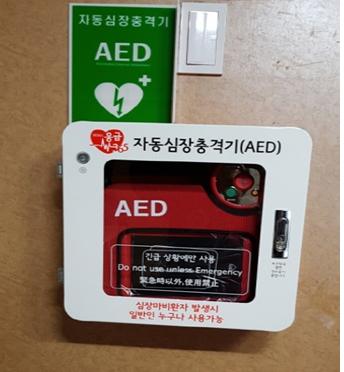 자동심장충격기
AED
응급
자동심장충격기(AED)
AED
긴급 상황에만 사용
Do not use unless Emergency
緊急時以外,使用禁止
심장마비환자 발생시
일반인 누구나 사용가능